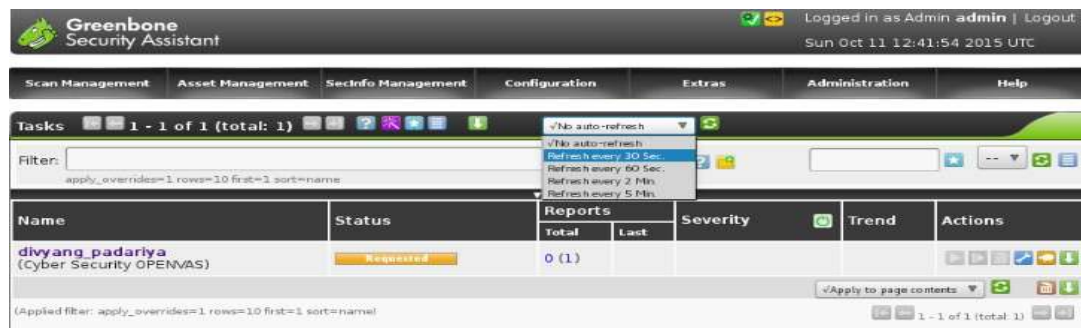 Greenbone
Security Assistant
Logged in as Admin admin | Logout
Sun Oct 11 12:41:54 2015 UTC
Scan Management Asset Management SecInfo Management Configuration Extras Administration Help
Tasks 1 - 1 of 1 (total: 1) √No auto-refresh
√No auto-refresh
Refresh every 30 Sec.
Refresh every 60 Sec.
Refresh every 2 Min.
Refresh every 5 Min.
Filter:
--
apply_overrides=1 rows=10 first=1 sort=name
Name Status Reports Severity Trend Actions
Total Last
divyang_padariya Requested 0 (1)
(Cyber Security OPENVAS)
√Apply to page contents
(Applied filter: apply_overrides=1 rows=10 first=1 sort=name)
1 - 1 of 1 (total: 1)